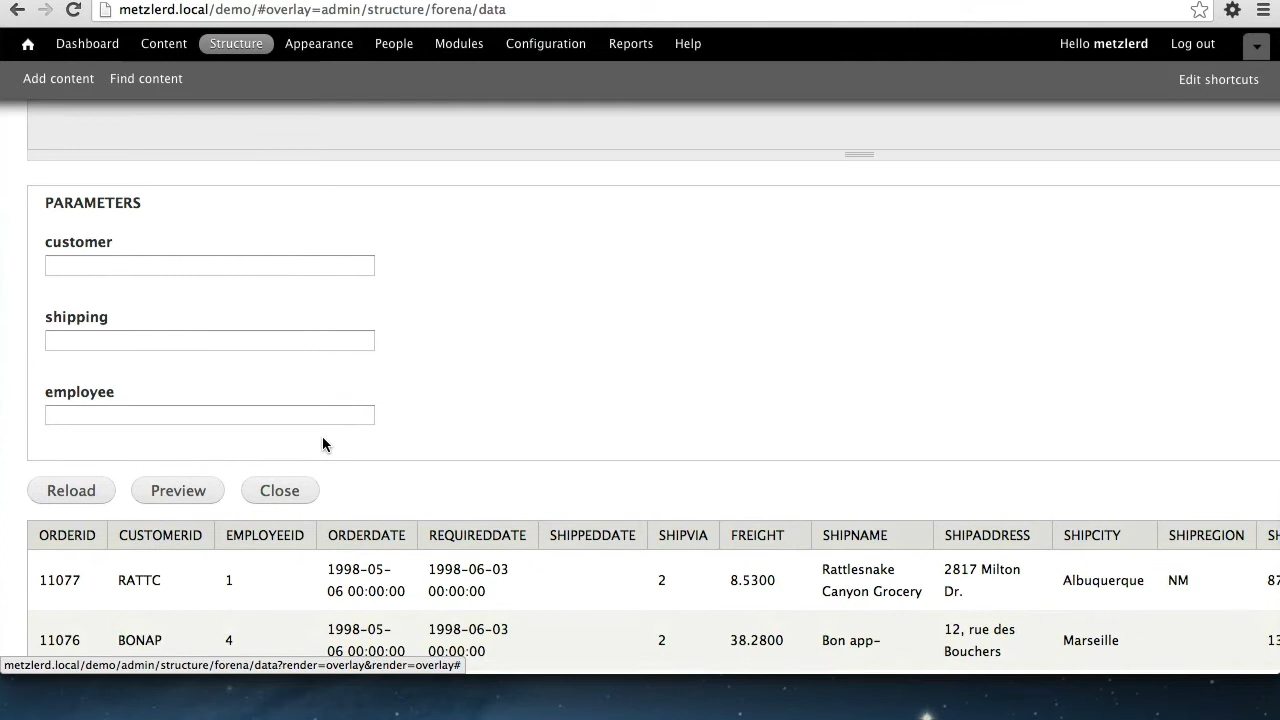 metzlerd.local/demo/#overlay=admin/structure/forena/data
Dashboard Content Structure Appearance People Modules Configuration Reports Help Hello metzlerd Log out
Add content Find content Edit shortcuts
PARAMETERS
customer
shipping
employee
Reload Preview Close
ORDERID CUSTOMERID EMPLOYEEID ORDERDATE REQUIREDDATE SHIPPEDDATE SHIPVIA FREIGHT SHIPNAME SHIPADDRESS SHIPCITY SHIPREGION SH
1998-05- 1998-06-03 Rattlesnake 2817 Milton
11077 RATTC 1 2 8.5300 Albuquerque NM 87
06 00:00:00 00:00:00 Canyon Grocery Dr.
1998-05- 1998-06-03 12, rue des
11076 BONAP 4 2 38.2800 Bon app- Marseille 13
06 00:00:00 00:00:00 Bouchers
metzlerd.local/demo/admin/structure/forena/data?render=overlay&render=overlay#